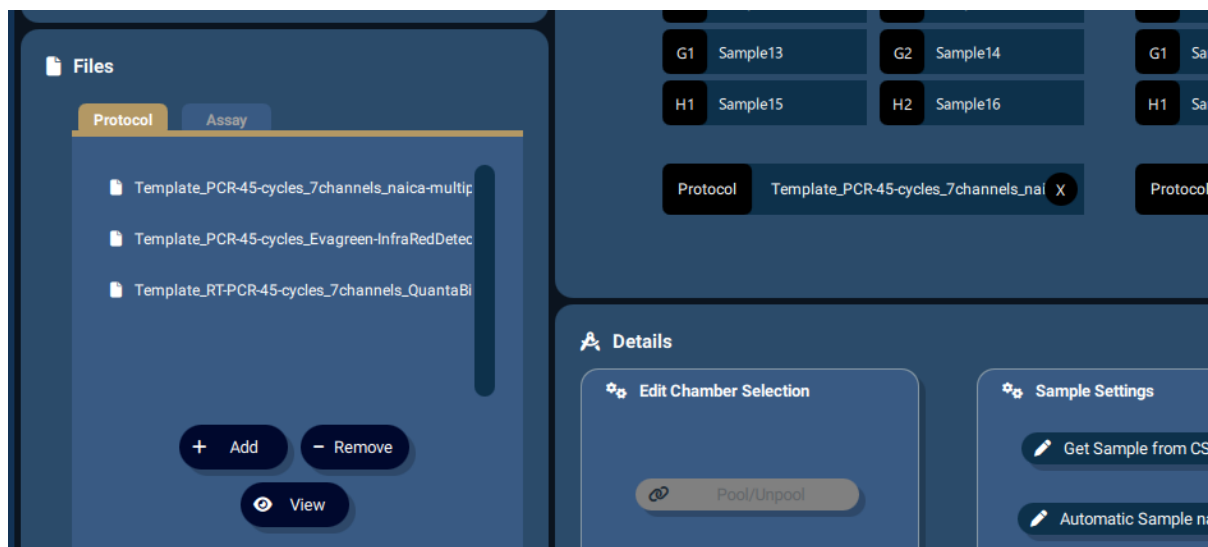 Files
Protocol
Assay
Template_PCR-45-cycles_7channels_naica-multip
Template_PCR-45-cycles_Evagreen-InfraRedDetec
Template_RT-PCR-45-cycles_7channels_QuantaBi
+ Add
− Remove
View
G1 Sample13
G2 Sample14
G1 Sa
H1 Sample15
H2 Sample16
H1 Sa
Protocol Template_PCR-45-cycles_7channels_nai X
Protocol
Details
Edit Chamber Selection
Pool/Unpool
Sample Settings
Get Sample from CS
Automatic Sample na